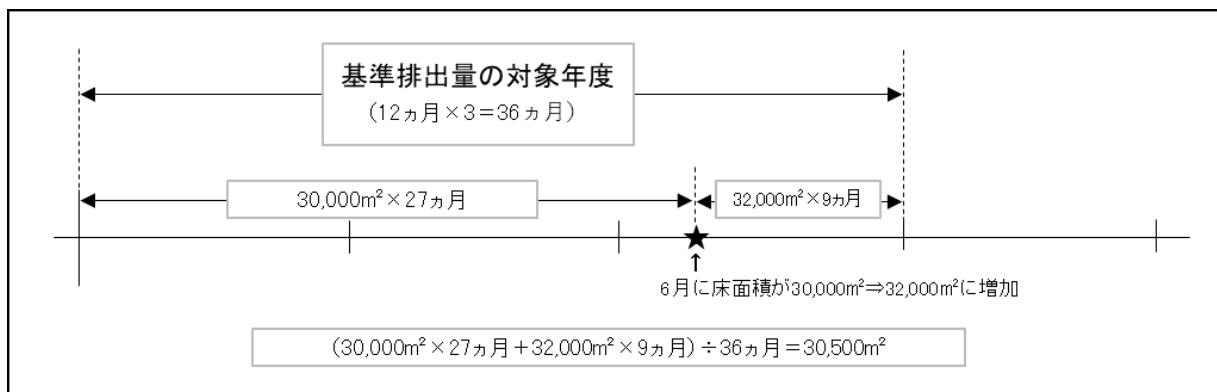 基準排出量の対象年度
（12ヵ月×3＝36ヵ月）
30,000m²×27ヵ月
32,000m²×9ヵ月
6月に床面積が30,000m²⇒32,000m²に増加
（30,000m²×27ヵ月＋32,000m²×9ヵ月）÷36ヵ月＝30,500m²